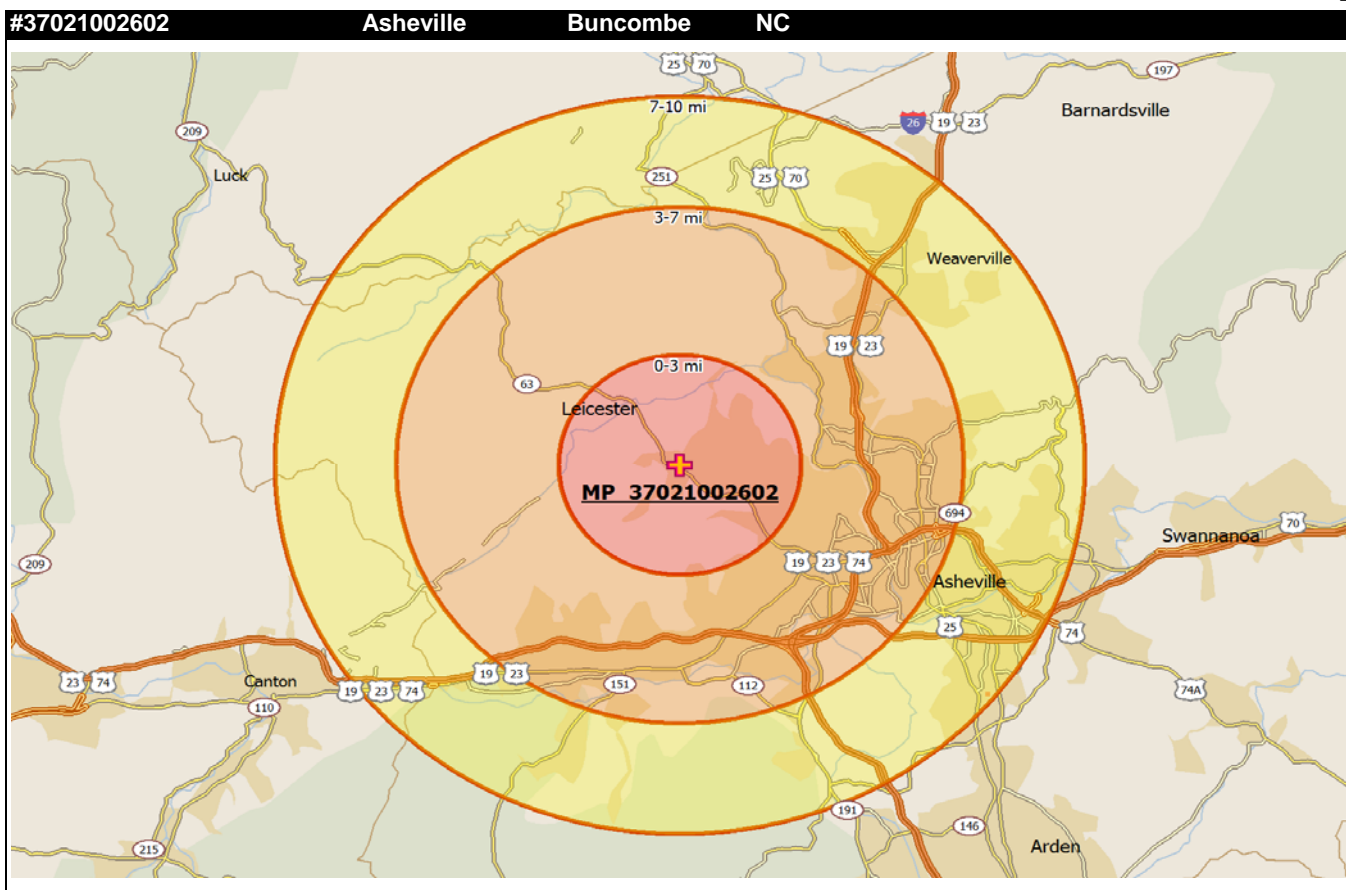 #37021002602 Asheville Buncombe NC
25 70
197
7-10 mi
Barnardsville
209
26 19 23
Luck
251
25 70
3-7 mi
Weaverville
19 23
0-3 mi
63
Leicester
MP 37021002602
694
70
Swannanoa
209
19 23 74
Asheville
25
74
19 23
Canton
23 74
19 23 74
151
112
74A
110
191
146
215
Arden